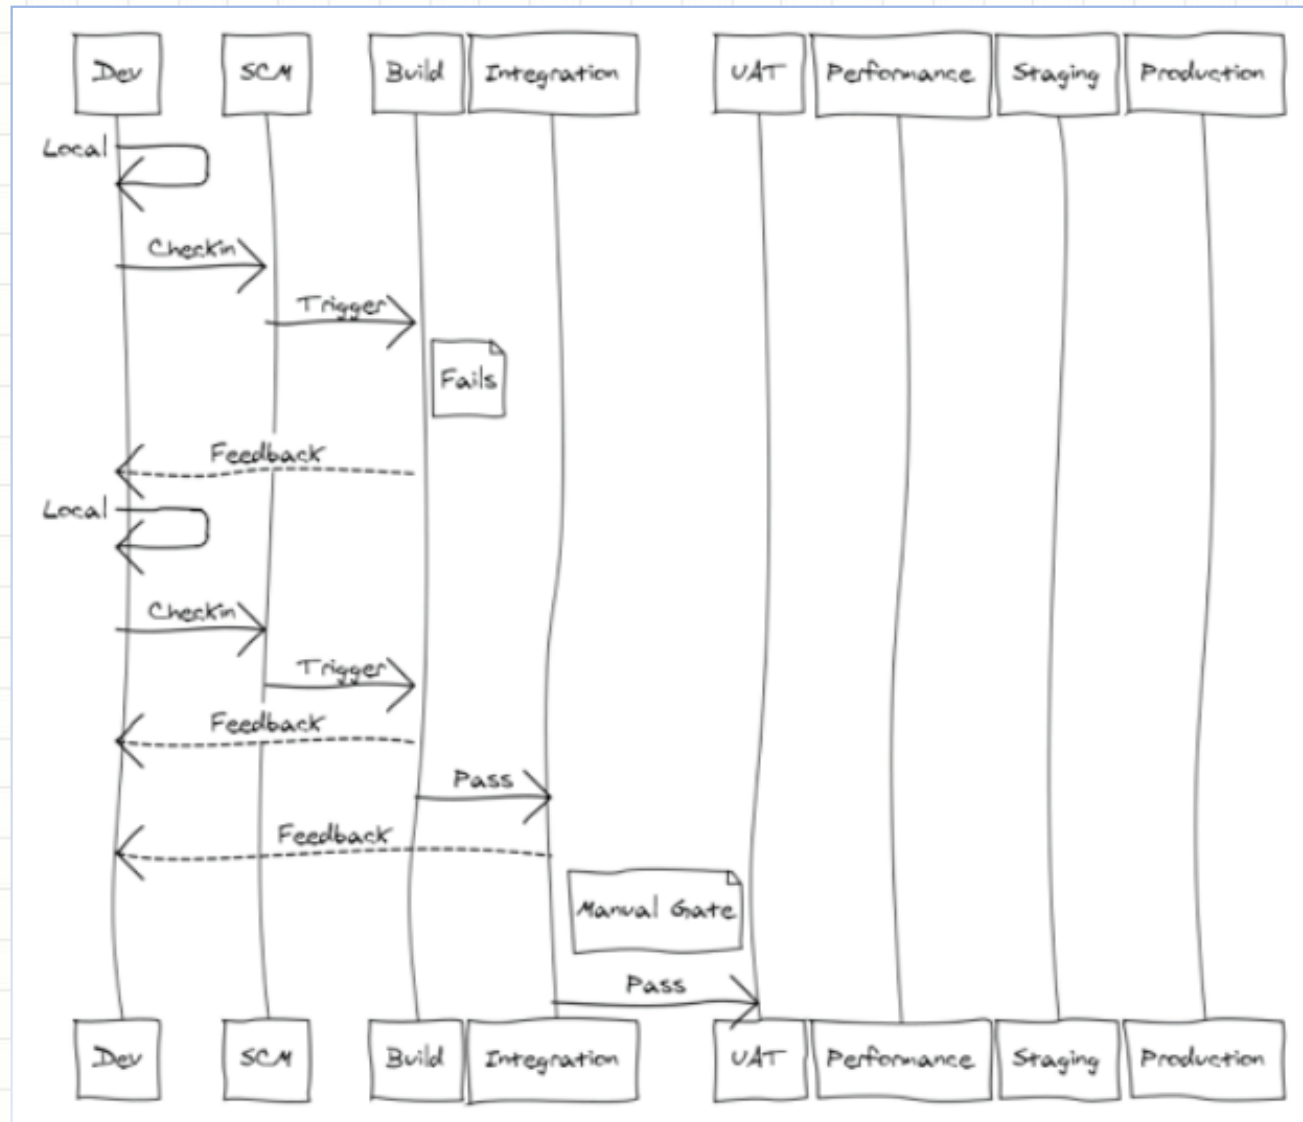 Dev
SCM
Build
Integration
UAT
Performance
Staging
Production
Local
Checkin
Trigger
Fails
Feedback
Local
Checkin
Trigger
Feedback
Pass
Feedback
Manual Gate
Pass
Dev
SCM
Build
Integration
UAT
Performance
Staging
Production